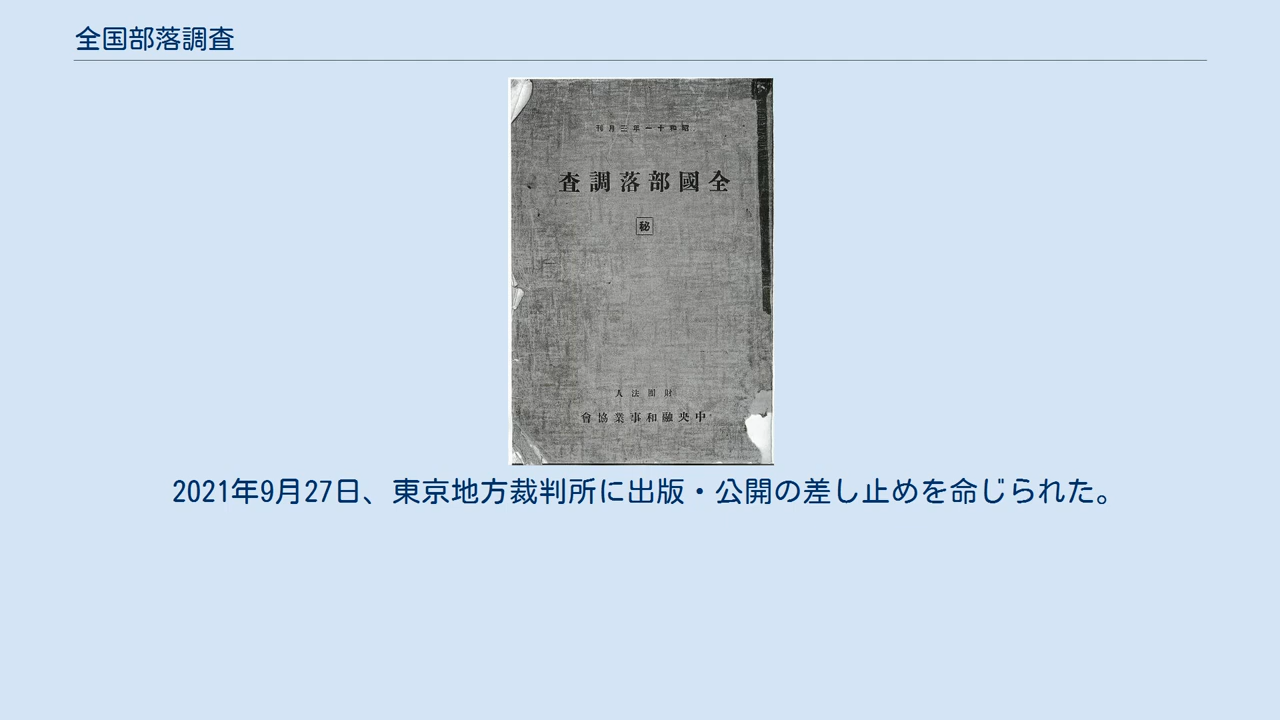 全国部落調査
昭和十一年三月刊
全國部落調査
秘
財團法人
中央融和事業協會
2021年9月27日、東京地方裁判所に出版・公開の差し止めを命じられた。